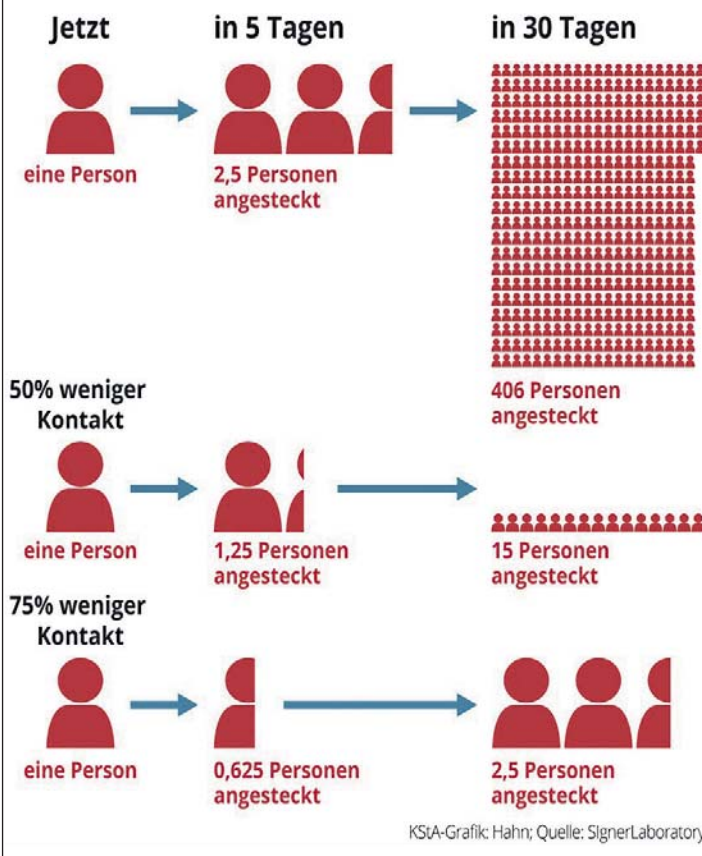 Jetzt
in 5 Tagen
in 30 Tagen
eine Person
2,5 Personen
angesteckt
406 Personen
angesteckt
50% weniger
Kontakt
eine Person
1,25 Personen
angesteckt
15 Personen
angesteckt
75% weniger
Kontakt
eine Person
0,625 Personen
angesteckt
2,5 Personen
angesteckt
KStA-Grafik: Hahn; Quelle: SIgnerLaboratory